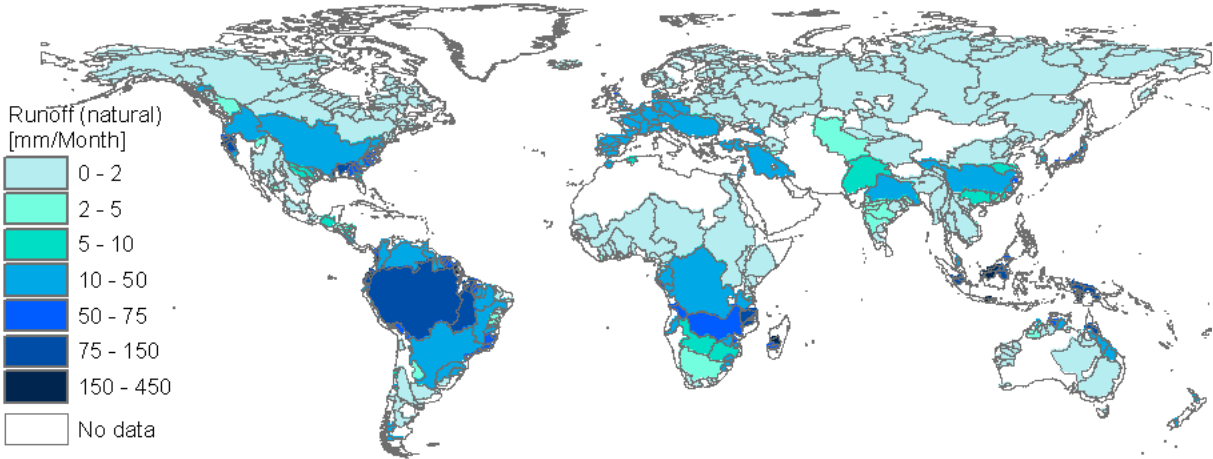 Runoff (natural)
[mm/Month]
0 - 2
2 - 5
5 - 10
10 - 50
50 - 75
75 - 150
150 - 450
No data